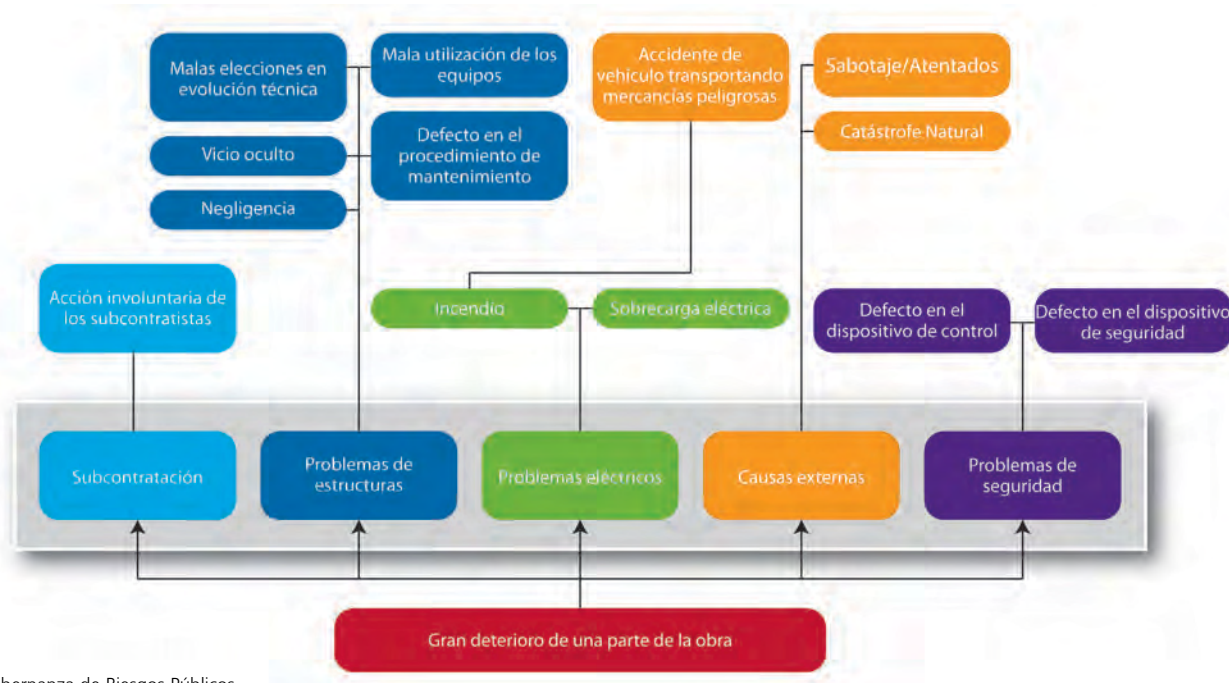 Malas elecciones en
evolución técnica
Mala utilización de los
equipos
Accidente de
vehículo transportando
mercancías peligrosas
Sabotaje/Atentados
Vicio oculto
Defecto en el
procedimiento de
mantenimiento
Catástrofe Natural
Negligencia
Acción involuntaria de
los subcontratistas
Incendio
Sobrecarga eléctrica
Defecto en el
dispositivo de control
Defecto en el dispositivo
de seguridad
Subcontratación
Problemas de
estructuras
Problemas eléctricos
Causas externas
Problemas de
seguridad
Gran deterioro de una parte de la obra
de Riesgos Públicos